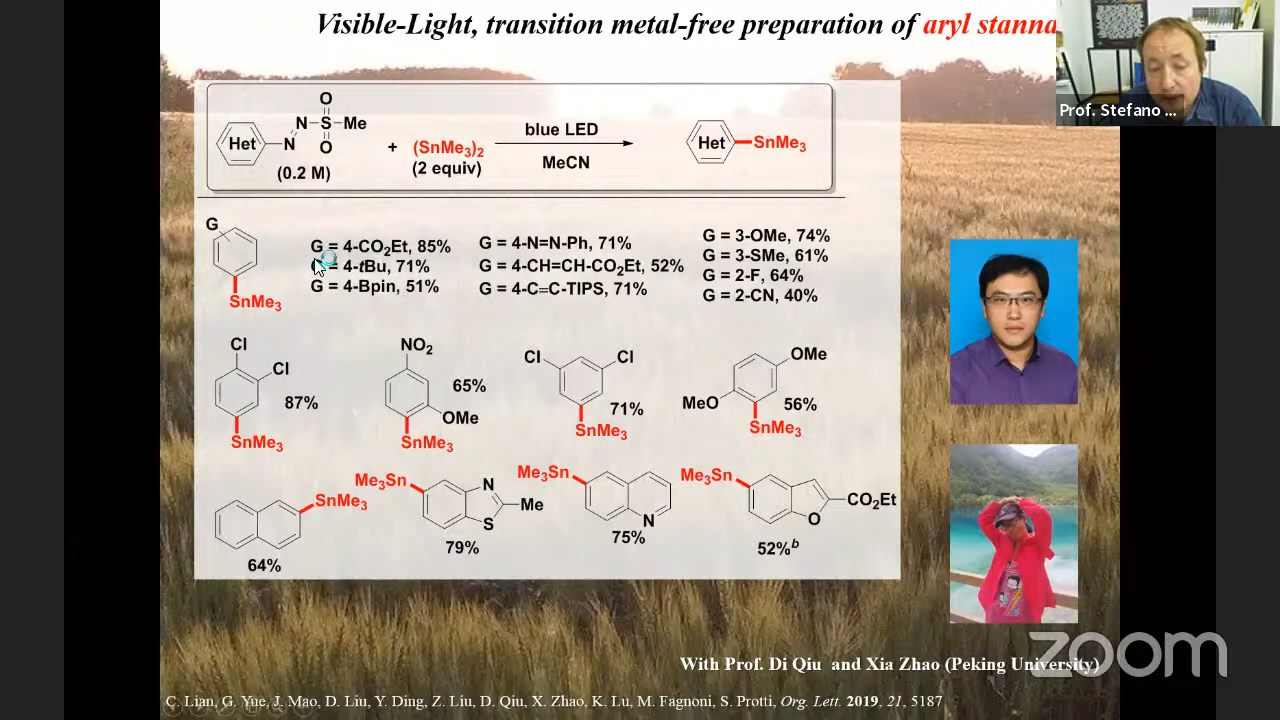 Visible-Light, transition metal-free preparation of aryl stanna
Prof. Stefano ...
O
N S Me
Het N O
(0.2 M)
+ (SnMe3)2
(2 equiv)
blue LED
MeCN
Het SnMe3
G
SnMe3
G = 4-CO2Et, 85%
= 4-tBu, 71%
G = 4-Bpin, 51%
G = 4-N=N-Ph, 71%
G = 4-CH=CH-CO2Et, 52%
G = 4-C=C-TIPS, 71%
G = 3-OMe, 74%
G = 3-SMe, 61%
G = 2-F, 64%
G = 2-CN, 40%
Cl
Cl
87%
SnMe3
NO2
65%
OMe
SnMe3
Cl Cl
71%
SnMe3
OMe
MeO 56%
SnMe3
SnMe3
64%
Me3Sn N
Me
S
79%
Me3Sn
N
75%
Me3Sn
CO2Et
O
52%b
With Prof. Di Qiu and Xia Zhao (Peking University)
zoom
C. Lian, G. Yue, J. Mao, D. Liu, Y. Ding, Z. Liu, D. Qiu, X. Zhao, K. Lu, M. Fagnoni, S. Protti, Org. Lett. 2019, 21, 5187